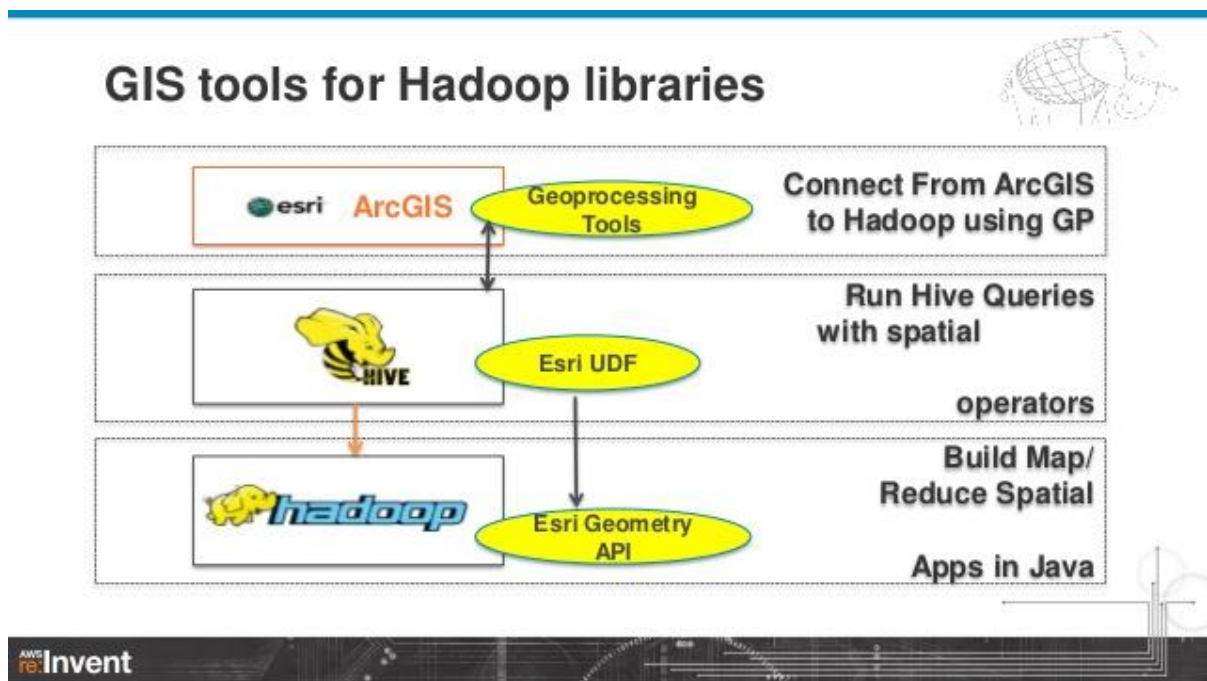 GIS tools for Hadoop libraries
esri ArcGIS
Geoprocessing
Tools
Connect From ArcGIS
to Hadoop using GP
HIVE
Esri UDF
Run Hive Queries
with spatial
operators
hadoop
Esri Geometry
API
Build Map/
Reduce Spatial
Apps in Java
AWS
re:Invent